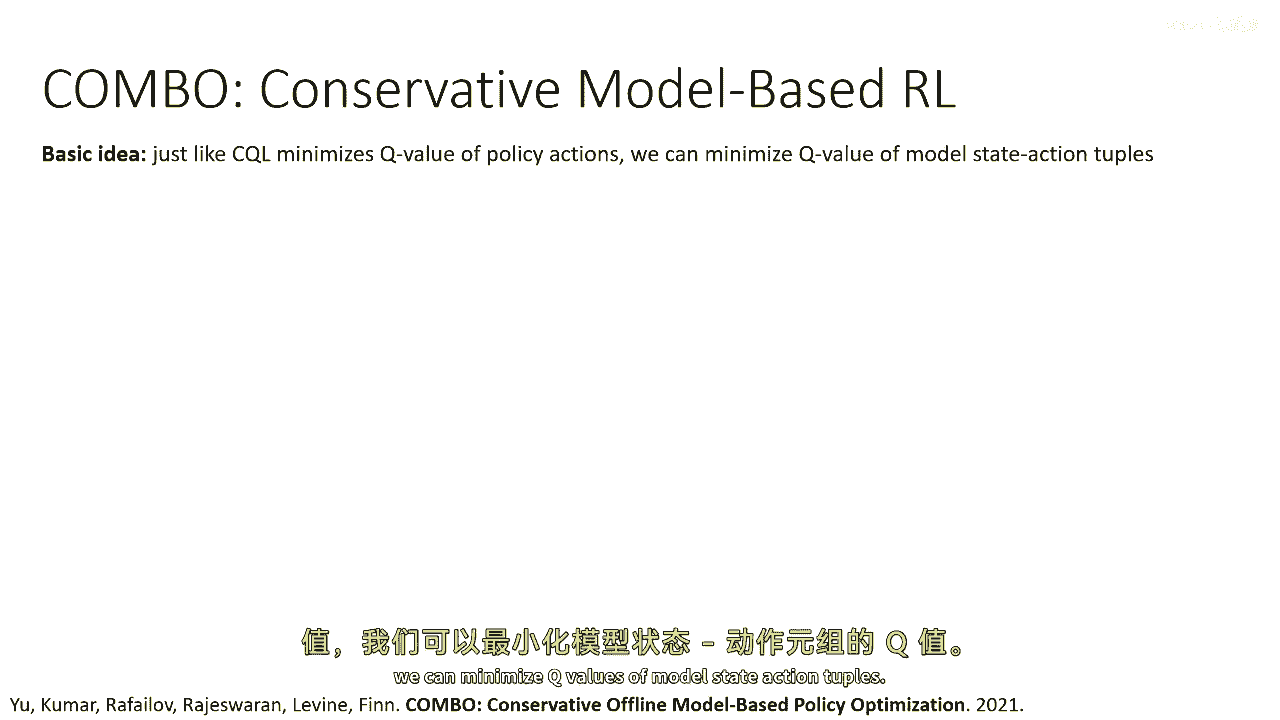 COMBO: Conservative Model-Based RL
Basic idea: just like CQL minimizes Q-value of policy actions, we can minimize Q-value of model state-action tuples
值，我们可以最小化模型状态 – 动作元组的 Q 值。
we can minimize Q values of model state action tuples.
Yu, Kumar, Rafailov, Rajeswaran, Levine, Finn. COMBO: Conservative Offline Model-Based Policy Optimization. 2021.